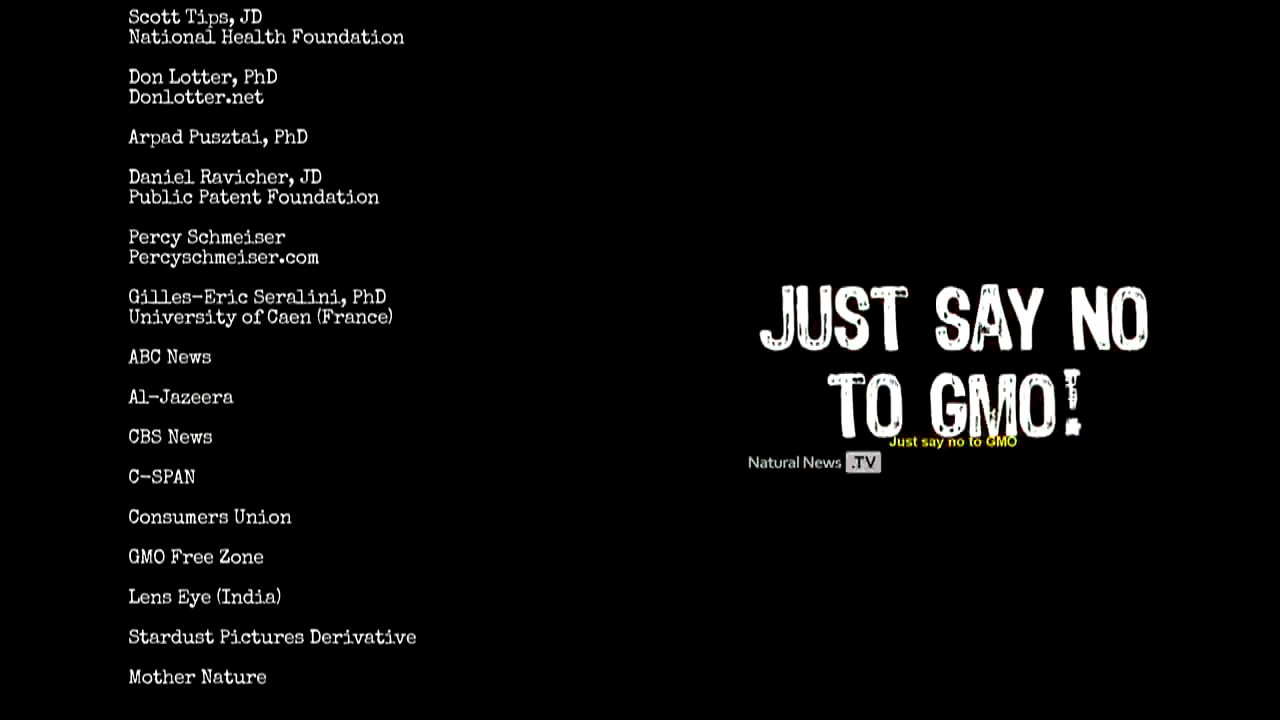 Scott Tips, JD
National Health Foundation
Don Lotter, PhD
Donlotter.net
Arpad Pusztai, PhD
Daniel Ravicher, JD
Public Patent Foundation
Percy Schmeiser
Percyschmeiser.com
Gilles-Eric Seralini, PhD
University of Caen (France)
ABC News
Al-Jazeera
CBS News
C-SPAN
Consumers Union
GMO Free Zone
Lens Eye (India)
Stardust Pictures Derivative
Mother Nature
JUST SAY NO
TO GMO!
Just say no to GMO
Natural News .TV